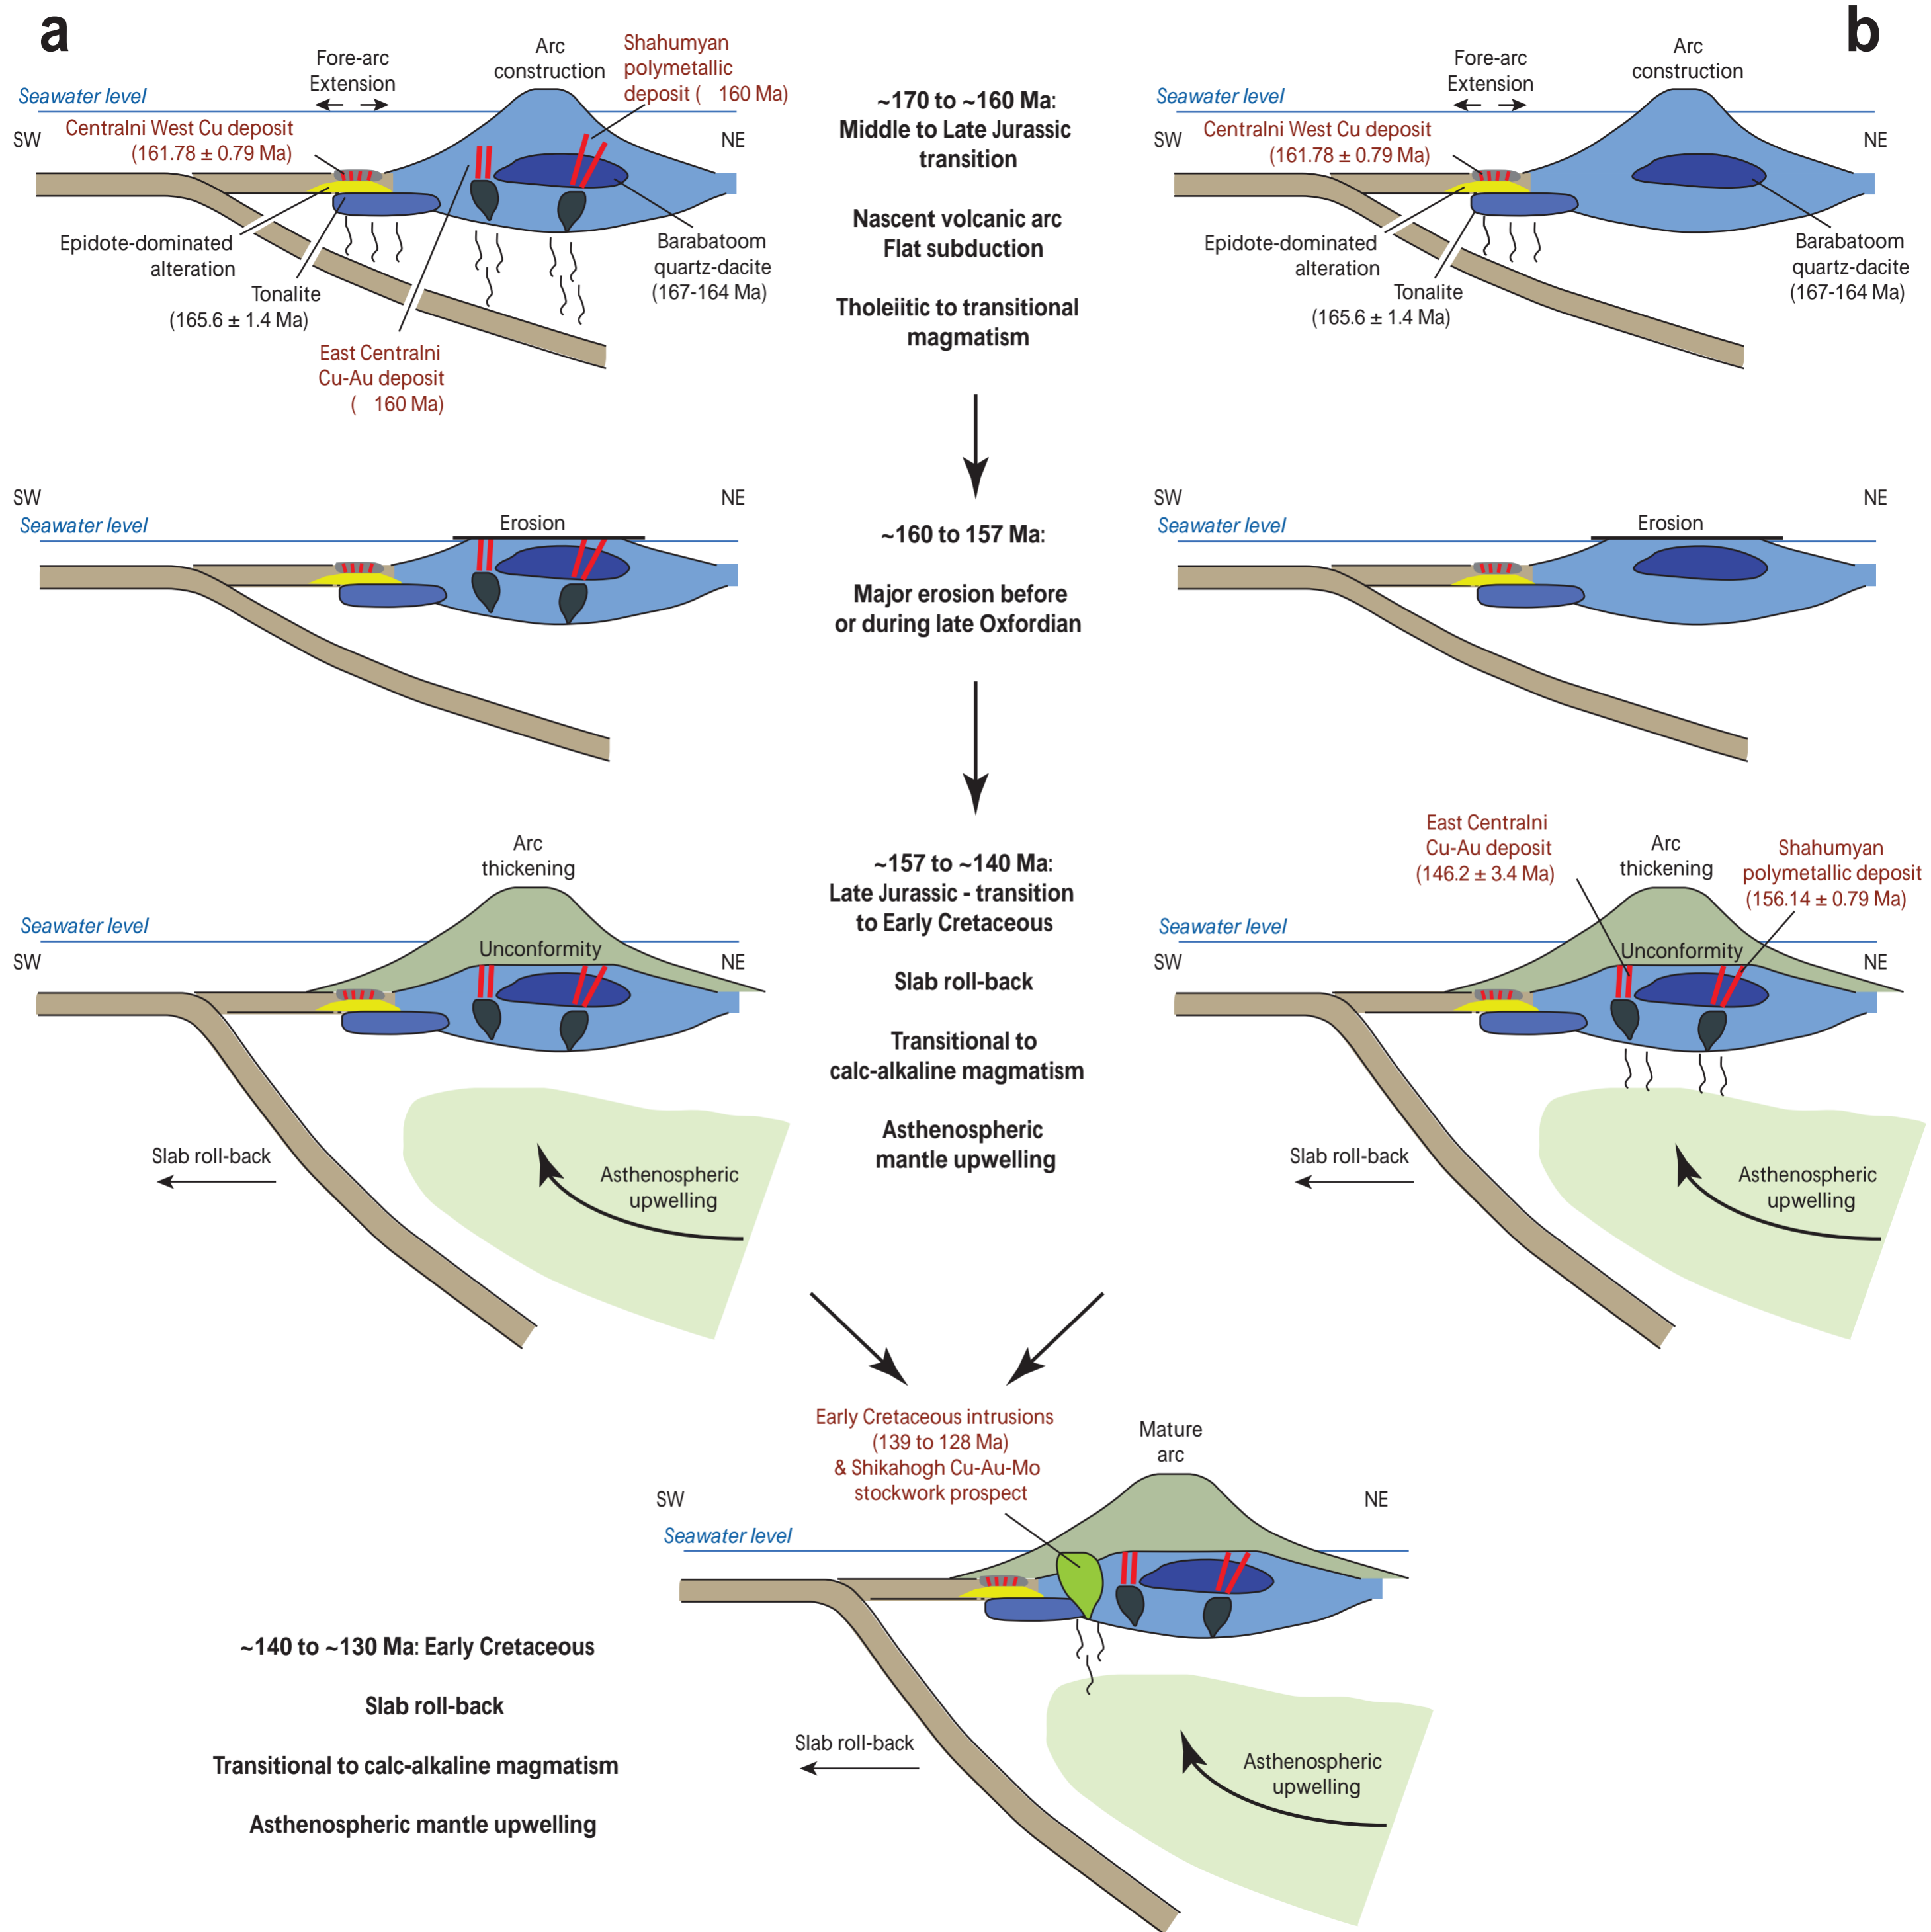 a
Fore-arc
Extension
Arc
construction
Shahumyan
polymetallic
deposit (   160 Ma)
Seawater level
SW
Centralni West Cu deposit
(161.78 ± 0.79 Ma)
NE
Epidote-dominated
alteration
Tonalite
(165.6 ± 1.4 Ma)
East Centralni
Cu-Au deposit
(   160 Ma)
Barabatoom
quartz-dacite
(167-164 Ma)
~170 to ~160 Ma:
Middle to Late Jurassic
transition
Nascent volcanic arc
Flat subduction
Tholeiitic to transitional
magmatism
b
Fore-arc
Extension
Arc
construction
Seawater level
SW
Centralni West Cu deposit
(161.78 ± 0.79 Ma)
NE
Epidote-dominated
alteration
Tonalite
(165.6 ± 1.4 Ma)
Barabatoom
quartz-dacite
(167-164 Ma)
SW
NE
Seawater level
Erosion
~160 to 157 Ma:
Major erosion before
or during late Oxfordian
SW
NE
Seawater level
Erosion
Arc
thickening
Seawater level
SW
Unconformity
NE
Slab roll-back
Asthenospheric
upwelling
~157 to ~140 Ma:
Late Jurassic - transition
to Early Cretaceous
Slab roll-back
Transitional to
calc-alkaline magmatism
Asthenospheric
mantle upwelling
East Centralni
Cu-Au deposit
(146.2 ± 3.4 Ma)
Arc
thickening
Shahumyan
polymetallic deposit
(156.14 ± 0.79 Ma)
Seawater level
SW
Unconformity
NE
Slab roll-back
Asthenospheric
upwelling
Early Cretaceous intrusions
(139 to 128 Ma)
& Shikahogh Cu-Au-Mo
stockwork prospect
Mature
arc
SW
NE
Seawater level
Slab roll-back
Asthenospheric
upwelling
~140 to ~130 Ma: Early Cretaceous
Slab roll-back
Transitional to calc-alkaline magmatism
Asthenospheric mantle upwelling